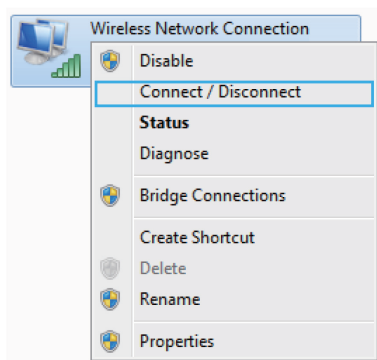 Wireless Network Connection
Disable
Connect / Disconnect
Status
Diagnose
Bridge Connections
Create Shortcut
Delete
Rename
Properties